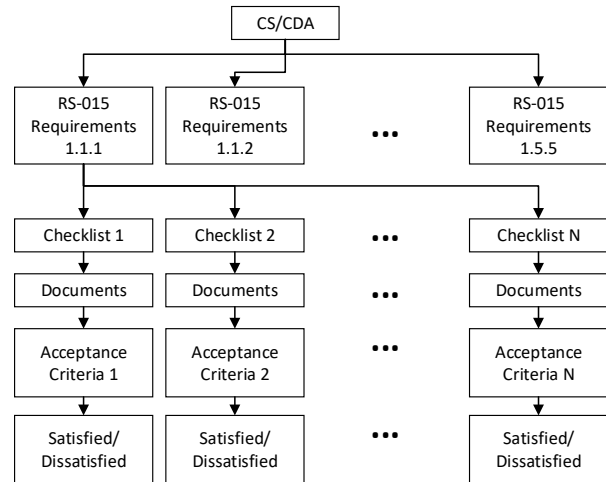 CS/CDA
RS-015
Requirements
1.1.1
RS-015
Requirements
1.1.2
...
RS-015
Requirements
1.5.5
Checklist 1
Checklist 2
...
Checklist N
Documents
Documents
...
Documents
Acceptance
Criteria 1
Acceptance
Criteria 2
...
Acceptance
Criteria N
Satisfied/
Dissatisfied
Satisfied/
Dissatisfied
...
Satisfied/
Dissatisfied